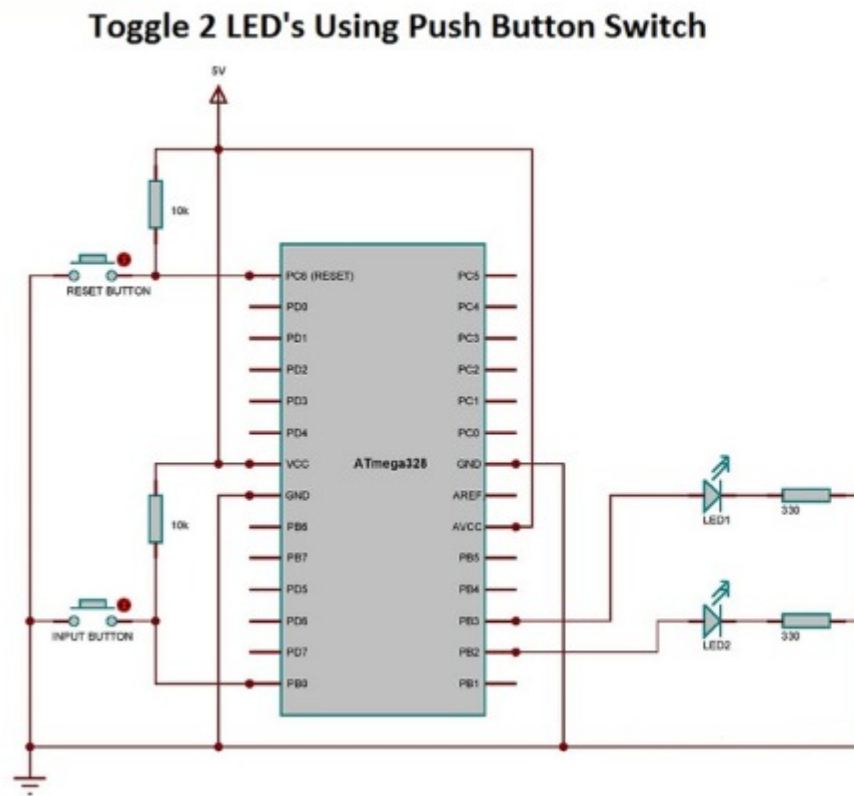 Toggle 2 LED's Using Push Button Switch
5V
10k
RESET BUTTON
PC6 (RESET)
PD0
PD1
PD2
PD3
PD4
VCC
GND
PB6
PB7
PD5
PD6
PD7
PB0
ATmega328
PC5
PC4
PC3
PC2
PC1
PC0
GND
AREF
AVCC
PB5
PB4
PB3
PB2
PB1
10k
INPUT BUTTON
LED1
330
LED2
330